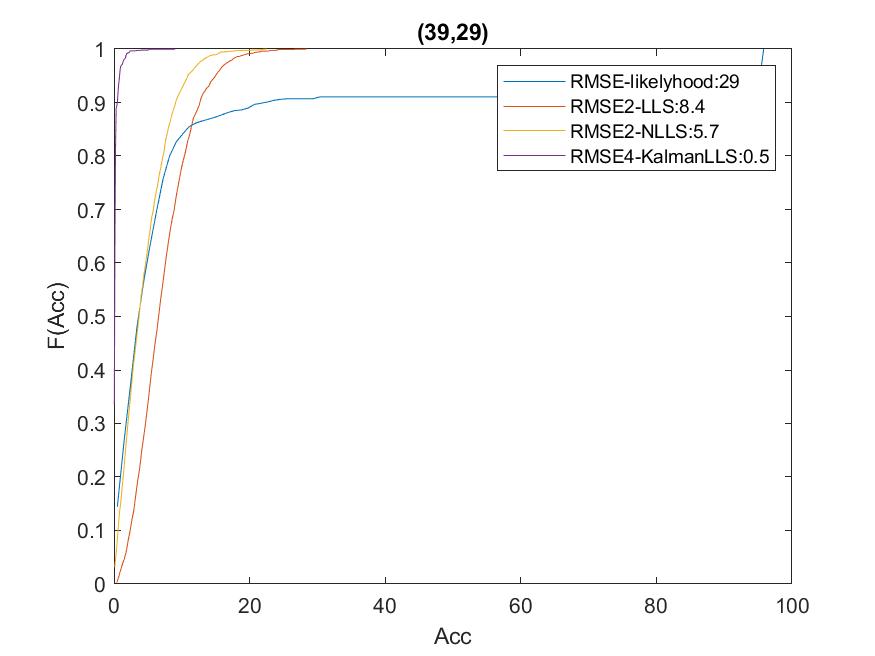 (39,29)
1
0.9
0.8
0.7
0.6
0.5
0.4
0.3
0.2
0.1
0
F(Acc)
RMSE-likelyhood:29
RMSE2-LLS:8.4
RMSE2-NLLS:5.7
RMSE4-KalmanLLS:0.5
0 20 40 60 80 100
Acc